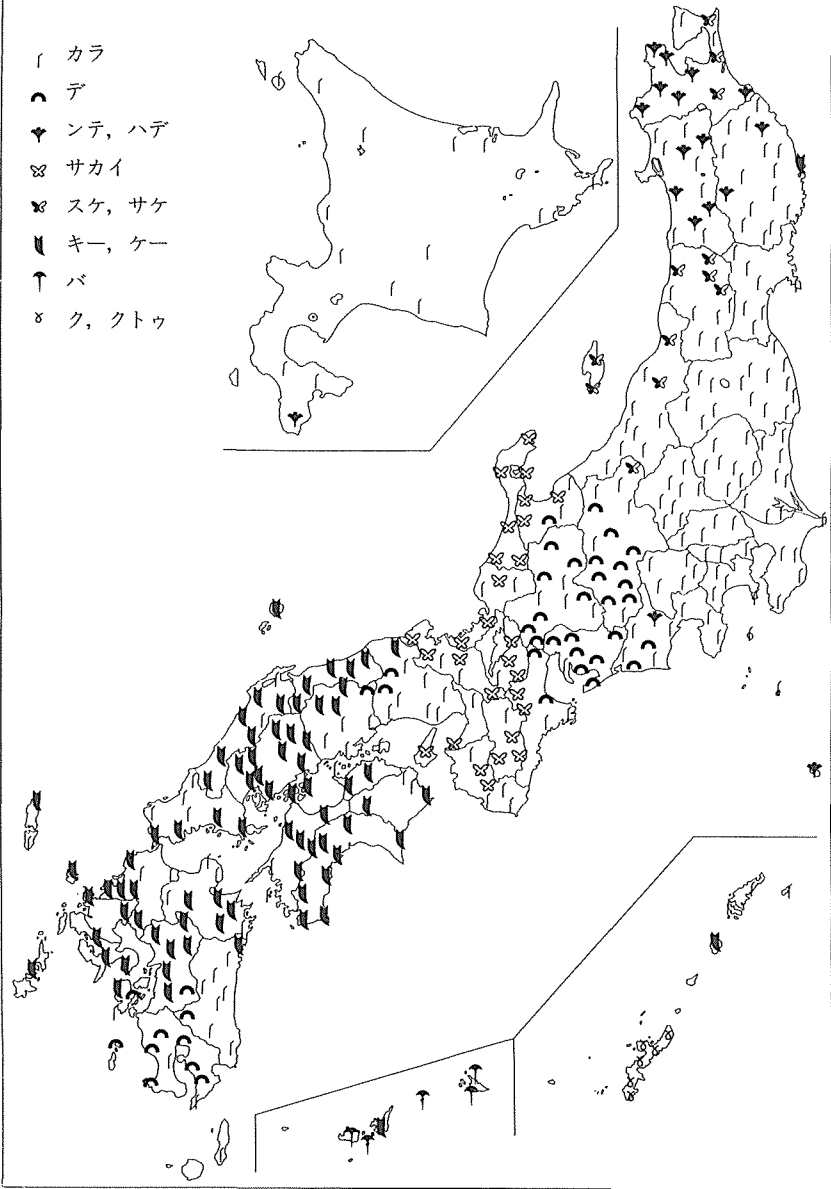 カラ
デ
ンテ，ハデ
サカイ
スケ，サケ
キー，ケー
バ
ク，クトゥ